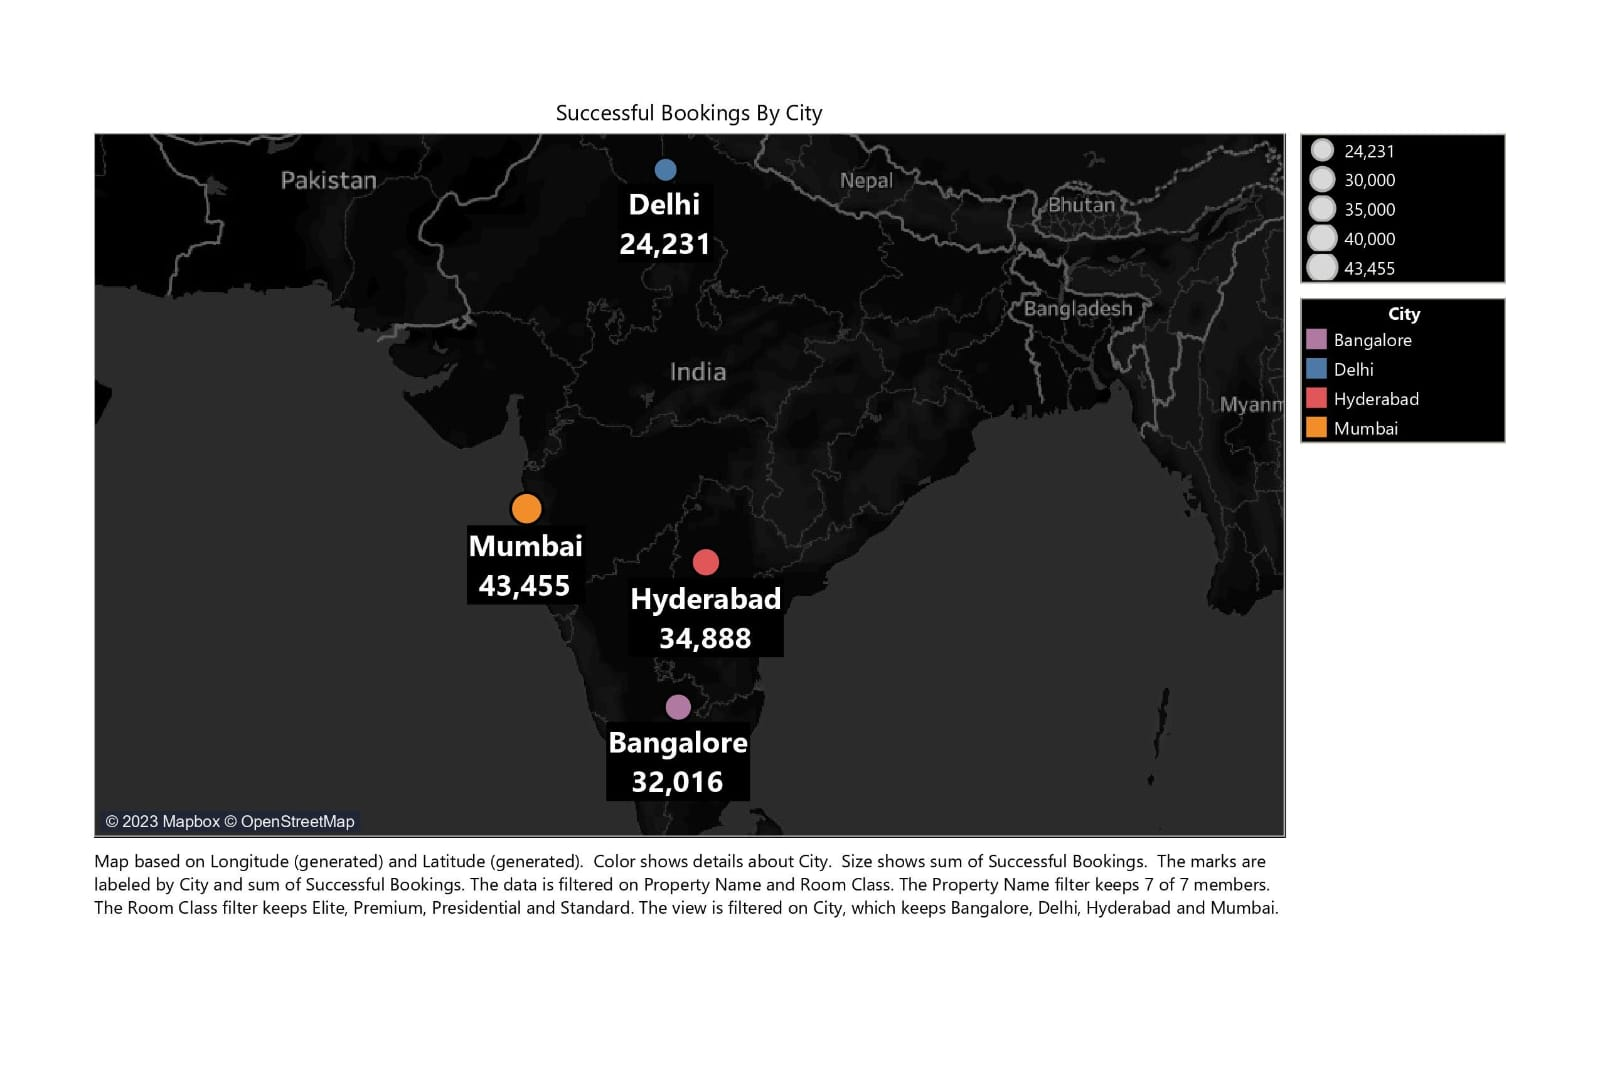 Successful Bookings By City
Pakistan
Nepal
Bhutan
Delhi
24,231
Bangladesh
India
Myanm
Mumbai
43,455
Hyderabad
34,888
Bangalore
32,016
© 2023 Mapbox © OpenStreetMap
24,231
30,000
35,000
40,000
43,455
City
Bangalore
Delhi
Hyderabad
Mumbai
Map based on Longitude (generated) and Latitude (generated).  Color shows details about City.  Size shows sum of Successful Bookings.  The marks are
labeled by City and sum of Successful Bookings. The data is filtered on Property Name and Room Class. The Property Name filter keeps 7 of 7 members.
The Room Class filter keeps Elite, Premium, Presidential and Standard. The view is filtered on City, which keeps Bangalore, Delhi, Hyderabad and Mumbai.